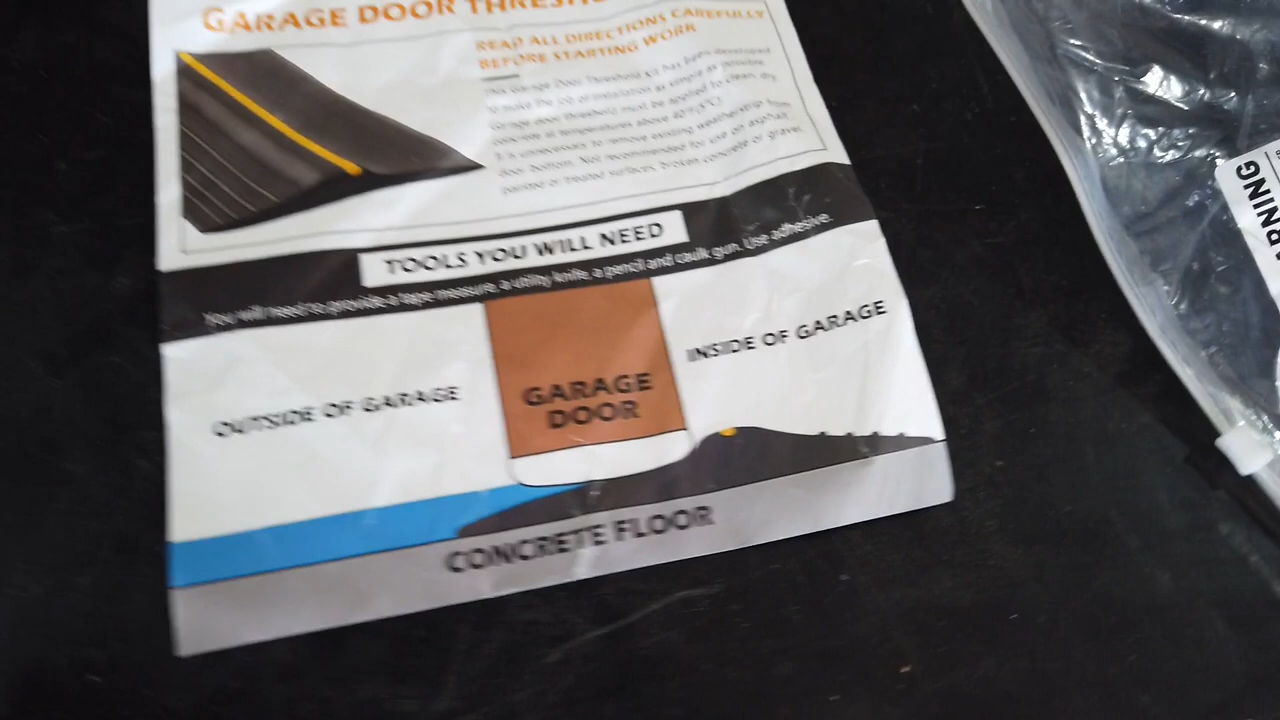 GARAGE DOOR THRESHO
READ ALL DIRECTIONS CAREFULLY
BEFORE STARTING WORK
This Garage Door Threshold Kit has been developed
to make the job of installation as simple as possible.
Garage door threshold must be applied to clean, dry,
concrete at temperatures above 40°F(5°C).
It is unnecessary to remove existing weatherstrip from
door bottom. Not recommended for use on asphalt,
painted or treated surfaces, broken concrete or gravel.
TOOLS YOU WILL NEED
You will need to provide a tape measure, a utility knife, a pencil and caulk gun. Use adhesive.
OUTSIDE OF GARAGE
GARAGE
DOOR
INSIDE OF GARAGE
CONCRETE FLOOR
RNING